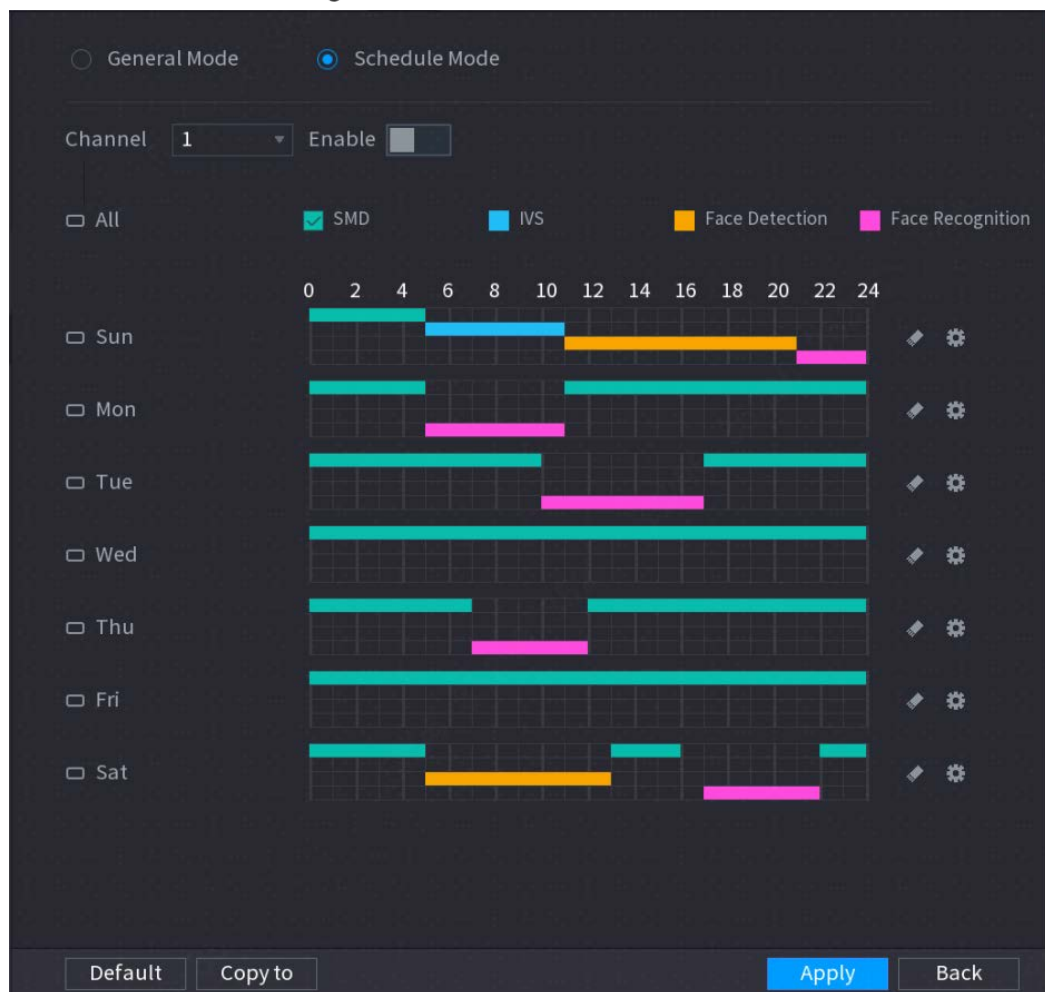 General Mode Schedule Mode
Channel 1 Enable
All SMD IVS Face Detection Face Recognition
0 2 4 6 8 10 12 14 16 18 20 22 24
Sun
Mon
Tue
Wed
Thu
Fri
Sat
Default Copy to Apply Back